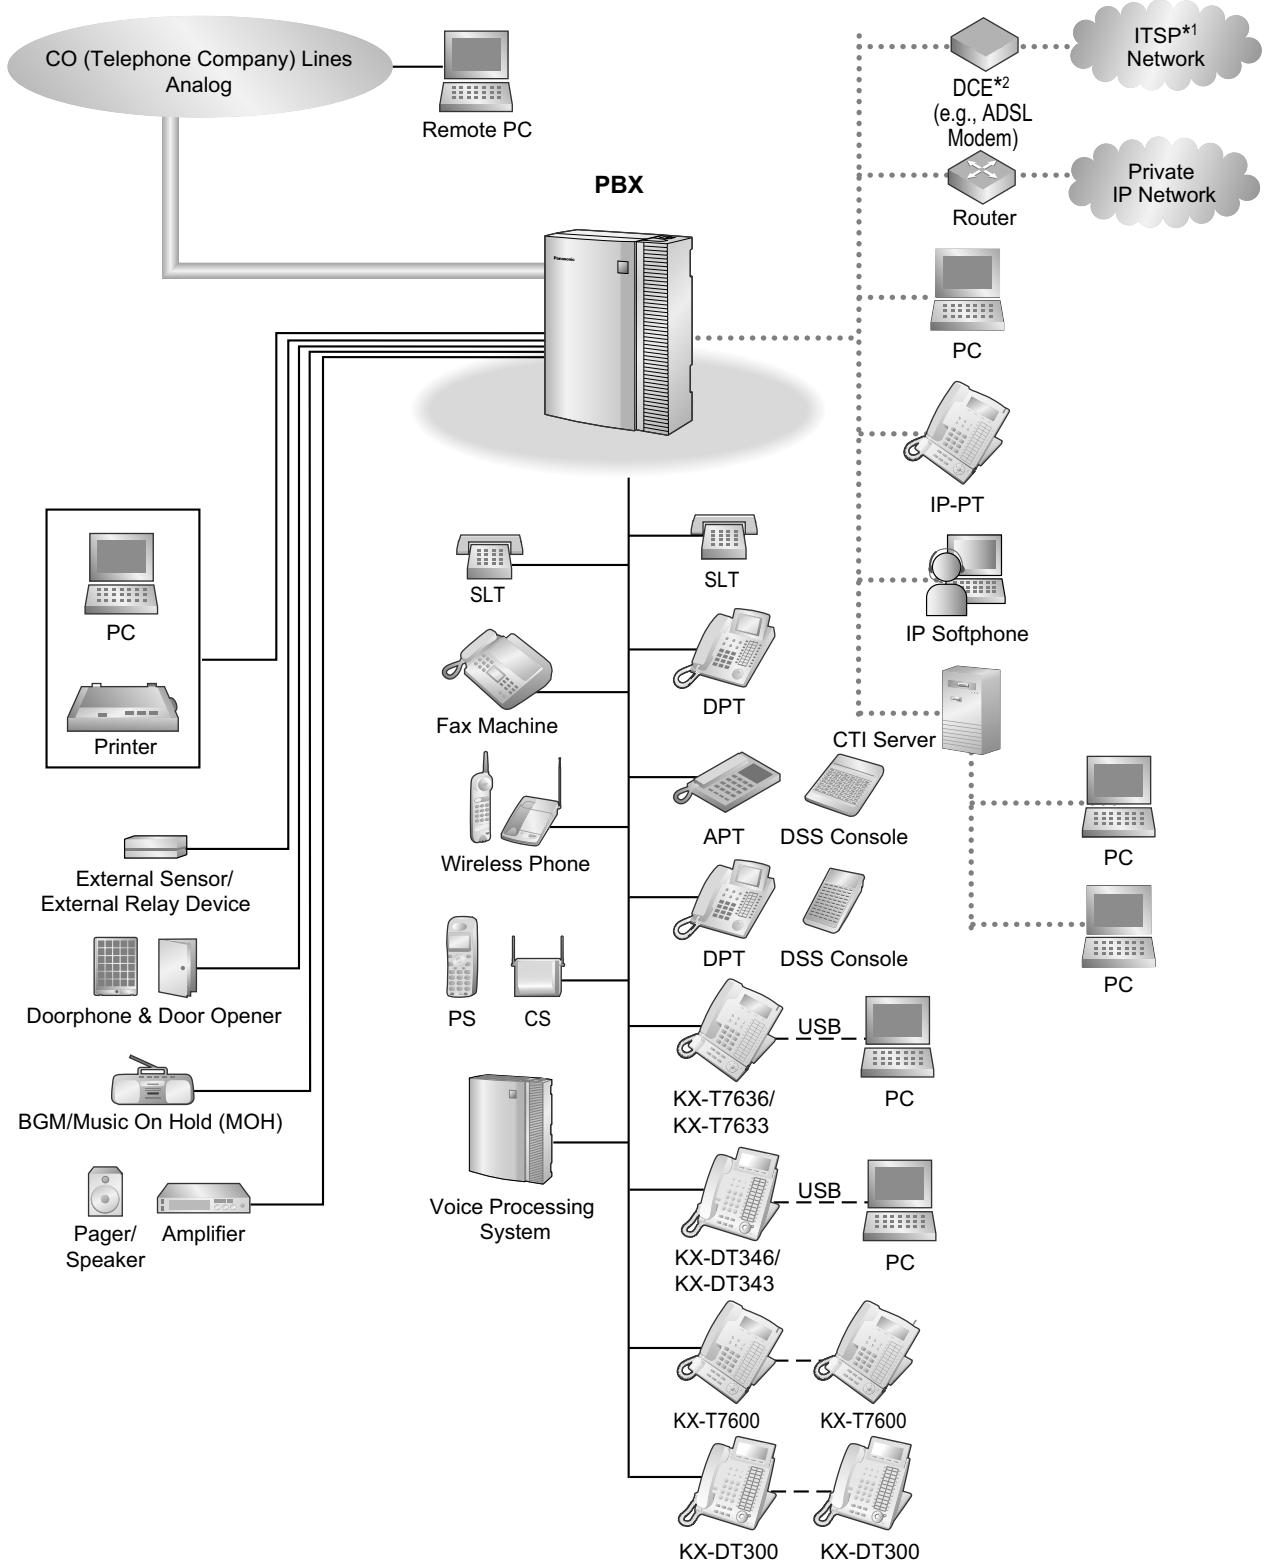 CO (Telephone Company) Lines
Analog
Remote PC
PBX
Panasonic
ITSP*1
Network
DCE*2
(e.g., ADSL
Modem)
Private
IP Network
Router
PC
IP-PT
IP Softphone
CTI Server
PC
PC
PC
Printer
External Sensor/
External Relay Device
Doorphone & Door Opener
BGM/Music On Hold (MOH)
Pager/
Speaker
Amplifier
SLT
SLT
Fax Machine
DPT
Wireless Phone
APT
DSS Console
DPT
DSS Console
PS
CS
Voice Processing
System
USB
KX-T7636/
KX-T7633
PC
USB
KX-DT346/
KX-DT343
PC
KX-T7600
KX-T7600
KX-DT300
KX-DT300